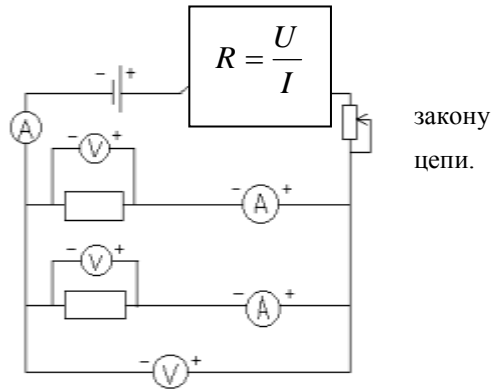 R = U / I
− +
закону
цепи.
A
− V +
− A +
− V +
− A +
− V +